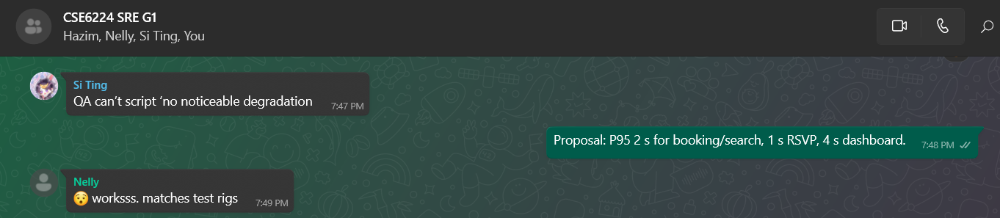 CSE6224 SRE G1
Hazim, Nelly, Si Ting, You
Si Ting
QA can't script 'no noticeable degradation
7:47 PM
Proposal: P95 2 s for booking/search, 1 s RSVP, 4 s dashboard.
7:48 PM
Nelly
😯 worksss. matches test rigs
7:49 PM